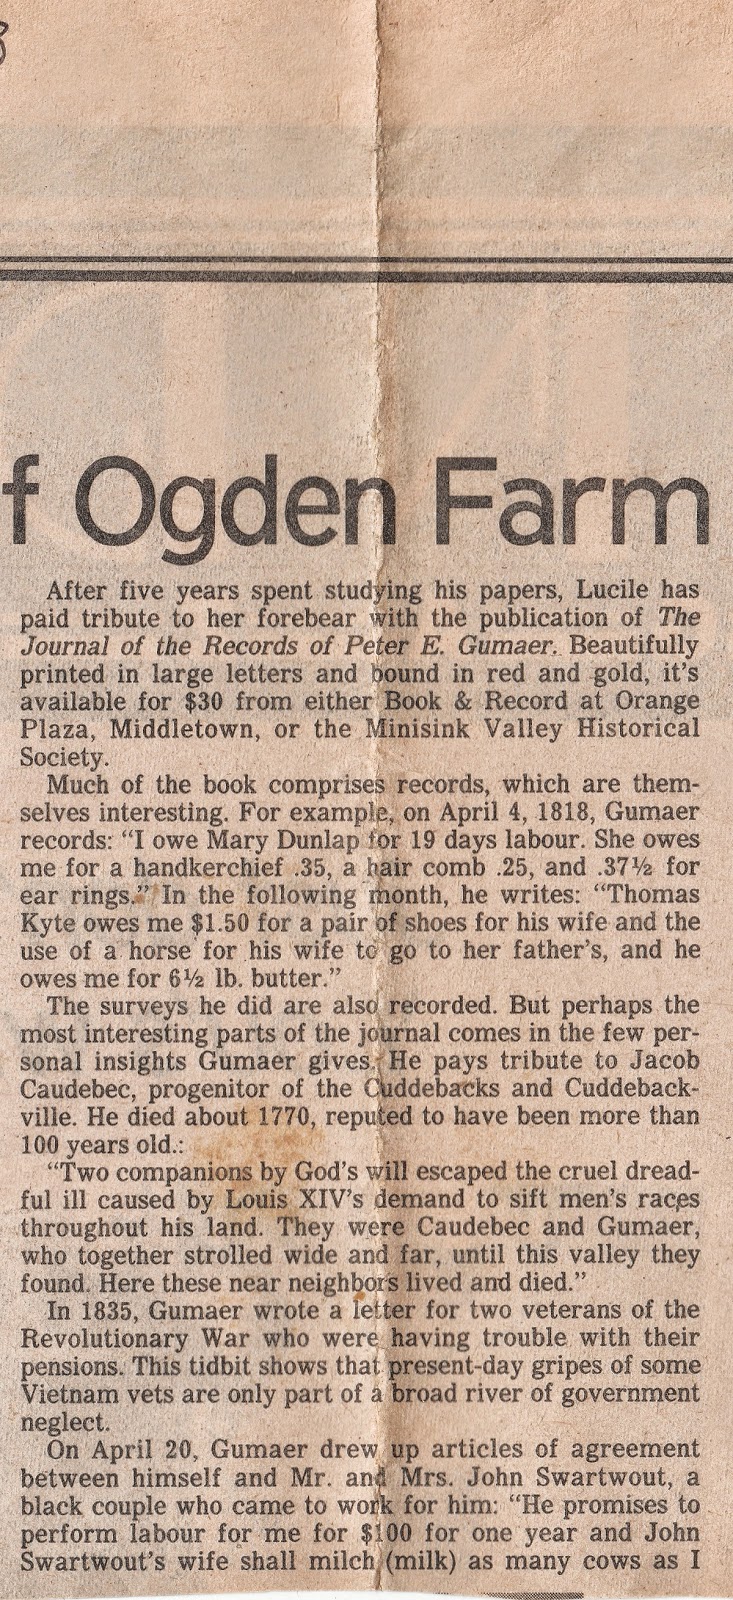 f Ogden Farm
After five years spent studying his papers, Lucile has
paid tribute to her forebear with the publication of The
Journal of the Records of Peter E. Gumaer. Beautifully
printed in large letters and bound in red and gold, it's
available for $30 from either Book & Record at Orange
Plaza, Middletown, or the Minisink Valley Historical
Society.
Much of the book comprises records, which are them-
selves interesting. For example, on April 4, 1818, Gumaer
records: “I owe Mary Dunlap for 19 days labour. She owes
me for a handkerchief .35, a hair comb .25, and .37½ for
ear rings.” In the following month, he writes: “Thomas
Kyte owes me $1.50 for a pair of shoes for his wife and the
use of a horse for his wife to go to her father's, and he
owes me for 6½ lb. butter.”
The surveys he did are also recorded. But perhaps the
most interesting parts of the journal comes in the few per-
sonal insights Gumaer gives. He pays tribute to Jacob
Caudebec, progenitor of the Cuddebacks and Cuddeback-
ville. He died about 1770, reputed to have been more than
100 years old.:
“Two companions by God's will escaped the cruel dread-
ful ill caused by Louis XIV's demand to sift men's races
throughout his land. They were Caudebec and Gumaer,
who together strolled wide and far, until this valley they
found. Here these near neighbors lived and died.”
In 1835, Gumaer wrote a letter for two veterans of the
Revolutionary War who were having trouble with their
pensions. This tidbit shows that present-day gripes of some
Vietnam vets are only part of a broad river of government
neglect.
On April 20, Gumaer drew up articles of agreement
between himself and Mr. and Mrs. John Swartwout, a
black couple who came to work for him: “He promises to
perform labour for me for $100 for one year and John
Swartwout's wife shall milch (milk) as many cows as I